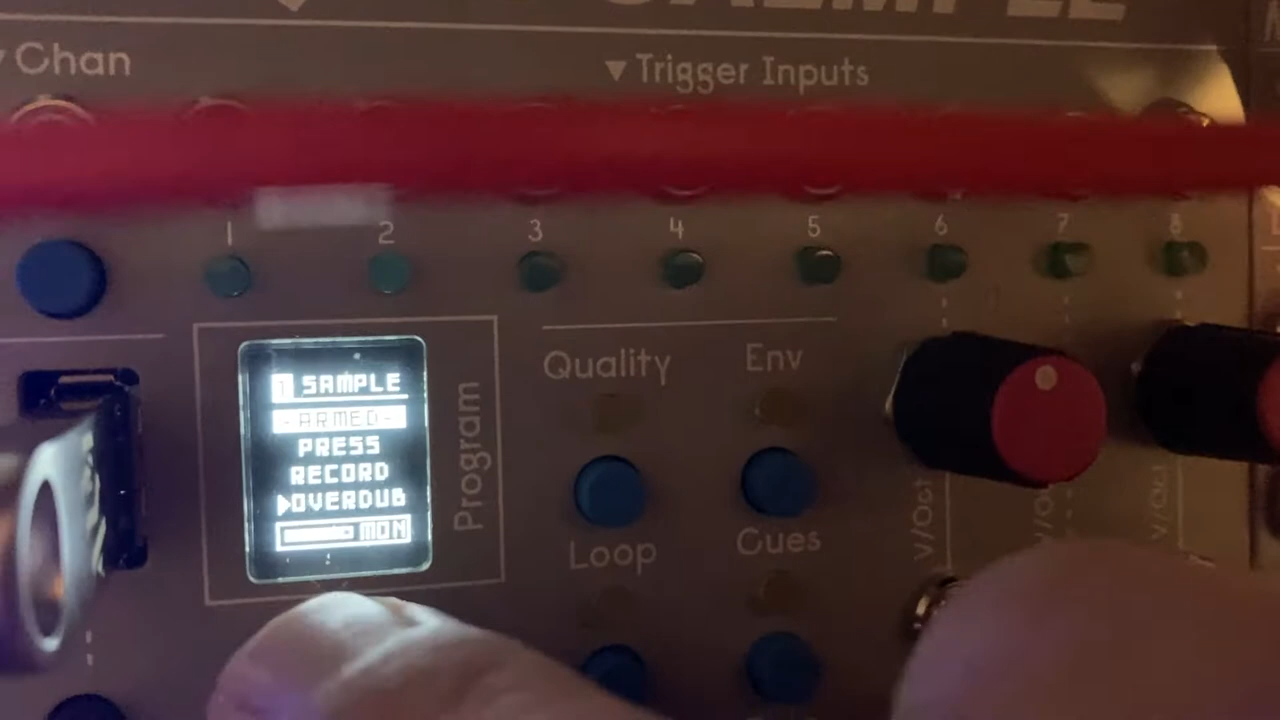 Chan
Trigger Inputs
1 2 3 4 5 6 7 8
Quality
Env
1 SAMPLE
-ARMED-
PRESS
RECORD
OVERDUB
MON
Program
Loop
Cues
V/Oct